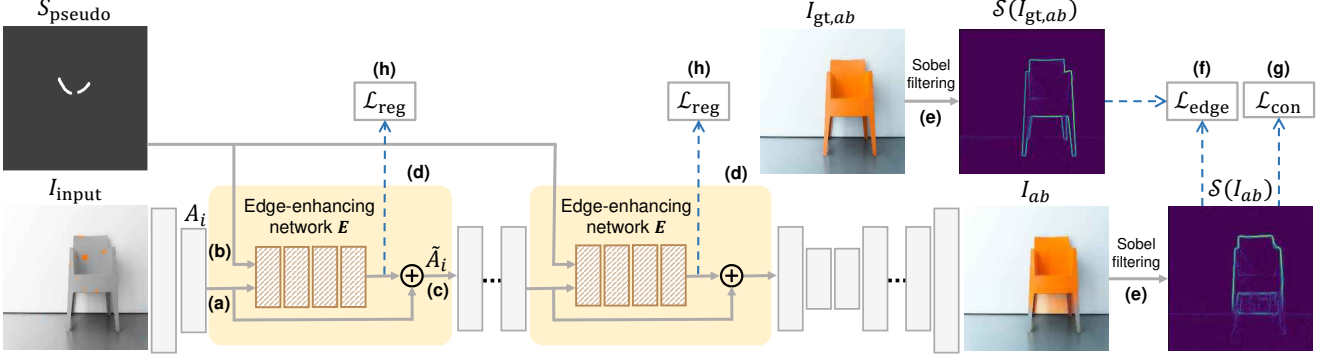 S_pseudo
I_gt,ab
𝒮(I_gt,ab)
(h)
(h)
Sobel
filtering
(e)
(f)
(g)
ℒ_reg
ℒ_reg
ℒ_edge
ℒ_con
(d)
(d)
I_input
A_i
Edge-enhancing
network E
Edge-enhancing
network E
I_ab
𝒮(I_ab)
(b)
(a)
Ã_i
(c)
...
...
...
Sobel
filtering
(e)